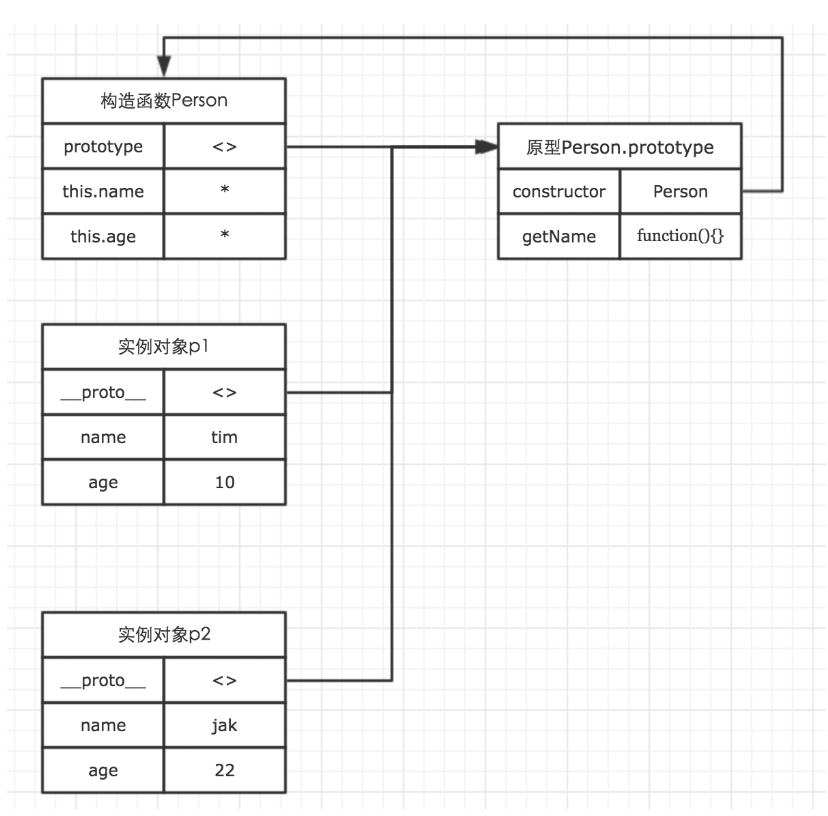 构造函数Person
prototype <>
this.name *
this.age *
原型Person.prototype
constructor Person
getName function(){}
实例对象p1
__proto__ <>
name tim
age 10
实例对象p2
__proto__ <>
name jak
age 22